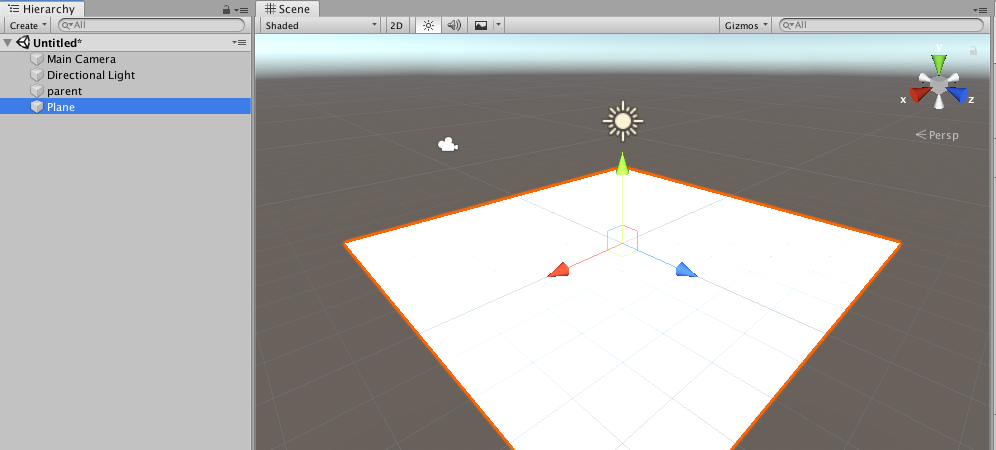 Hierarchy
Create
All
Untitled*
Main Camera
Directional Light
parent
Plane
Scene
Shaded 2D Gizmos All
y
x z
Persp